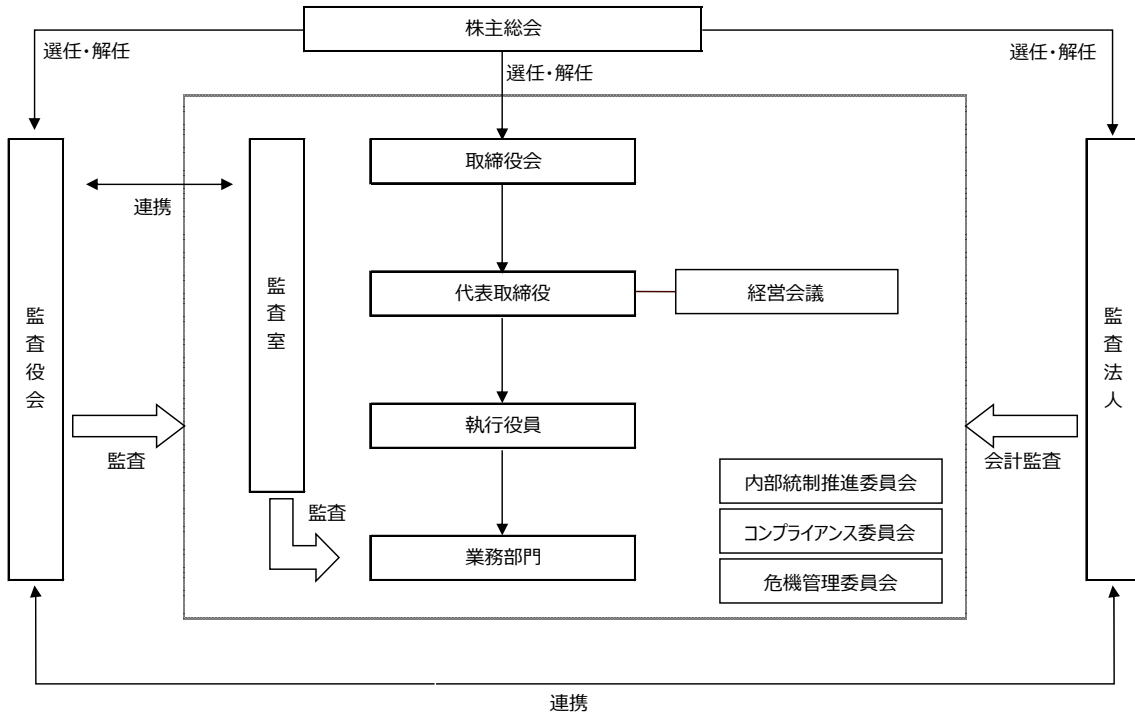 株主総会
選任・解任
選任・解任
選任・解任
取締役会
連携
監査室
代表取締役
経営会議
監査役会
監査法人
執行役員
監査
会計監査
内部統制推進委員会
監査
コンプライアンス委員会
業務部門
危機管理委員会
連携